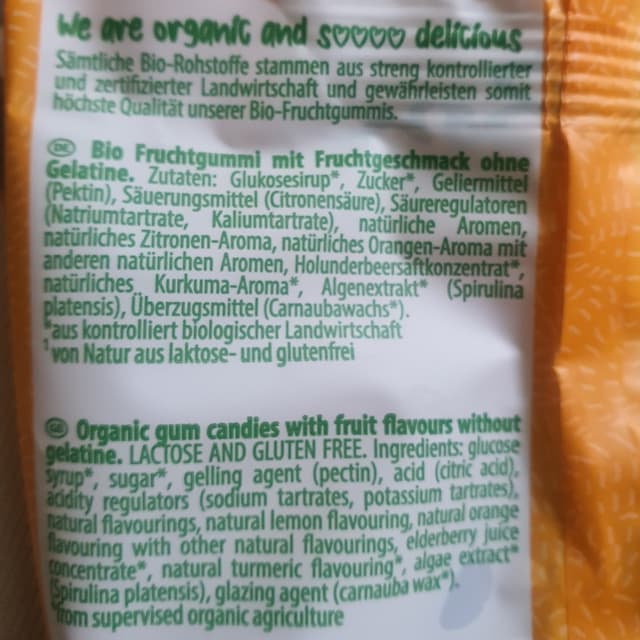 We are organic and soooo delicious
Sämtliche Bio-Rohstoffe stammen aus streng kontrollierter
und zertifizierter Landwirtschaft und gewährleisten somit
höchste Qualität unserer Bio-Fruchtgummis.
DE Bio Fruchtgummi mit Fruchtgeschmack ohne
Gelatine. Zutaten: Glukosesirup*, Zucker*, Geliermittel
(Pektin), Säuerungsmittel (Citronensäure), Säureregulatoren
(Natriumtartrate, Kaliumtartrate), natürliche Aromen,
natürliches Zitronen-Aroma, natürliches Orangen-Aroma mit
anderen natürlichen Aromen, Holunderbeersaftkonzentrat*,
natürliches Kurkuma-Aroma*, Algenextrakt* (Spirulina
platensis), Überzugsmittel (Carnaubawachs*).
*aus kontrolliert biologischer Landwirtschaft
¹von Natur aus laktose- und glutenfrei
GB Organic gum candies with fruit flavours without
gelatine. LACTOSE AND GLUTEN FREE. Ingredients: glucose
syrup*, sugar*, gelling agent (pectin), acid (citric acid),
acidity regulators (sodium tartrates, potassium tartrates),
natural flavourings, natural lemon flavouring, natural orange
flavouring with other natural flavourings, elderberry juice
concentrate*, natural turmeric flavouring*, algae extract*
(Spirulina platensis), glazing agent (carnauba wax*).
*from supervised organic agriculture